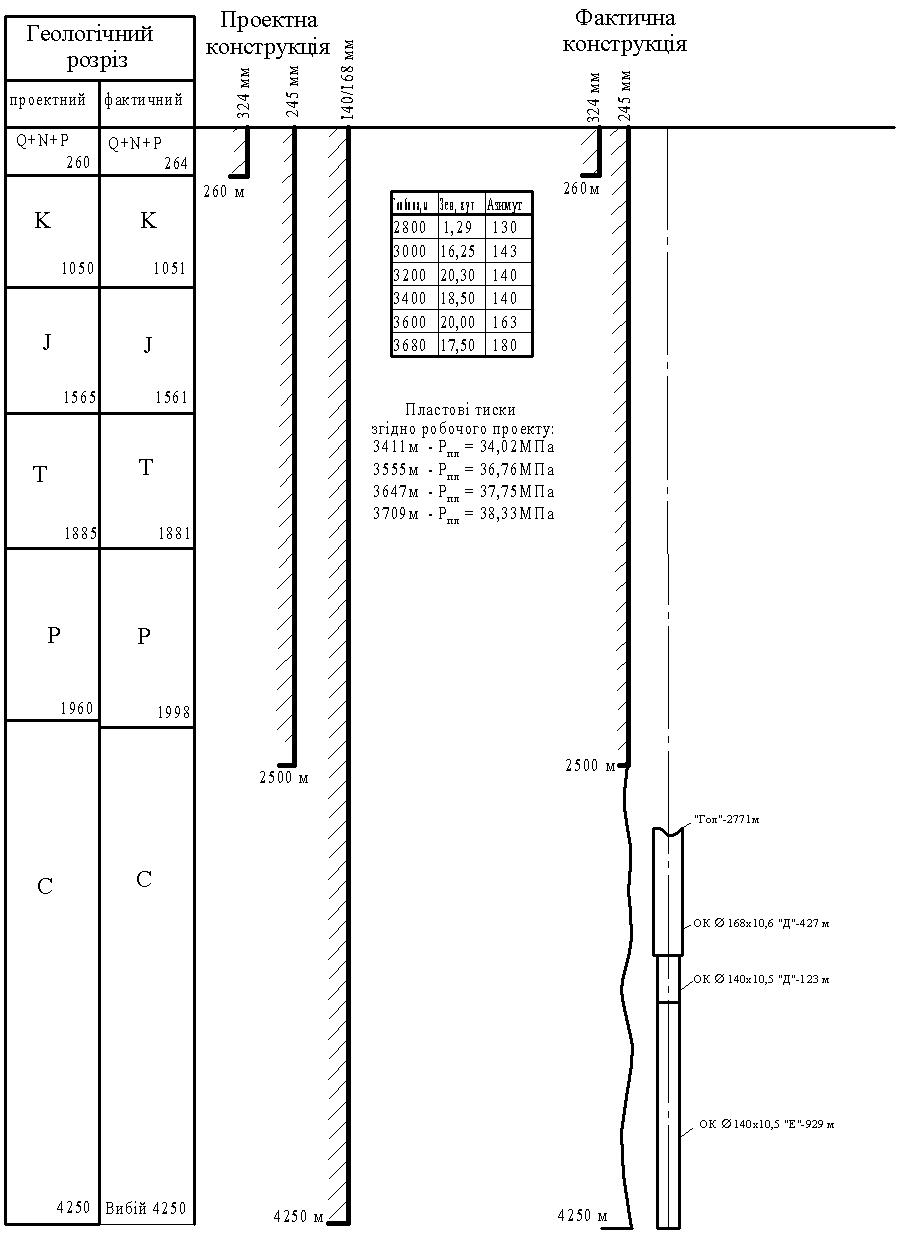 Геологічний
розріз
проектний
фактичний
Q+N+P
260
Q+N+P
264
K
1050
K
1051
J
1565
J
1561
T
1885
T
1881
P
1960
P
1998
C
4250
C
Вибій 4250
Проектна
конструкція
324 мм
245 мм
140/168 мм
260 м
2500 м
4250 м
Зен, кут Азимут
2800 1,29 130
3000 16,25 143
3200 20,30 140
3400 18,50 140
3600 20,00 163
3680 17,50 180
Пластові тиски
згідно робочого проекту:
3411м - Рпл = 34,02МПа
3555м - Рпл = 36,76МПа
3647м - Рпл = 37,75МПа
3709м - Рпл = 38,33МПа
Фактична
конструкція
324 мм
245 мм
260м
2500 м
4250 м
"Гол"-2771м
ОК Ø 168х10,6 "Д"-427 м
ОК Ø 140х10,5 "Д"-123 м
ОК Ø 140х10,5 "Е"-929 м